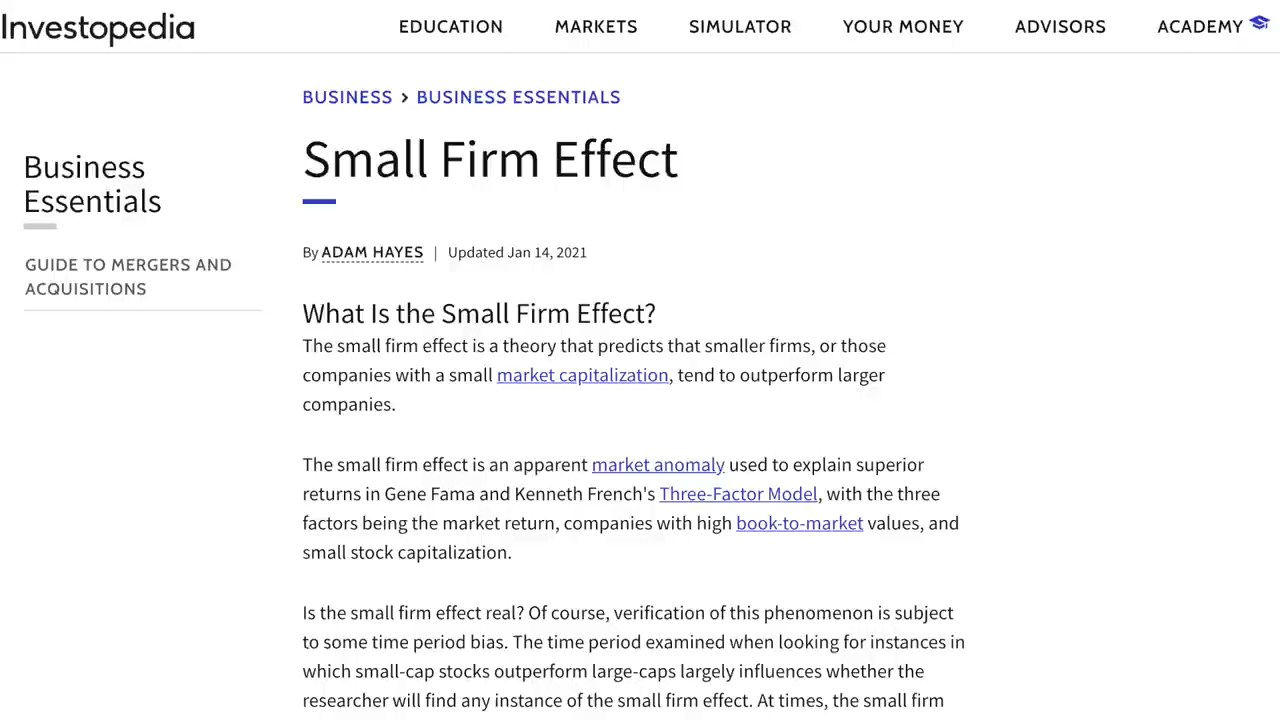 Investopedia
EDUCATION
MARKETS
SIMULATOR
YOUR MONEY
ADVISORS
ACADEMY
BUSINESS > BUSINESS ESSENTIALS
Business
Essentials
GUIDE TO MERGERS AND
ACQUISITIONS
Small Firm Effect
By ADAM HAYES | Updated Jan 14, 2021
What Is the Small Firm Effect?
The small firm effect is a theory that predicts that smaller firms, or those
companies with a small market capitalization, tend to outperform larger
companies.
The small firm effect is an apparent market anomaly used to explain superior
returns in Gene Fama and Kenneth French's Three-Factor Model, with the three
factors being the market return, companies with high book-to-market values, and
small stock capitalization.
Is the small firm effect real? Of course, verification of this phenomenon is subject
to some time period bias. The time period examined when looking for instances in
which small-cap stocks outperform large-caps largely influences whether the
researcher will find any instance of the small firm effect. At times, the small firm